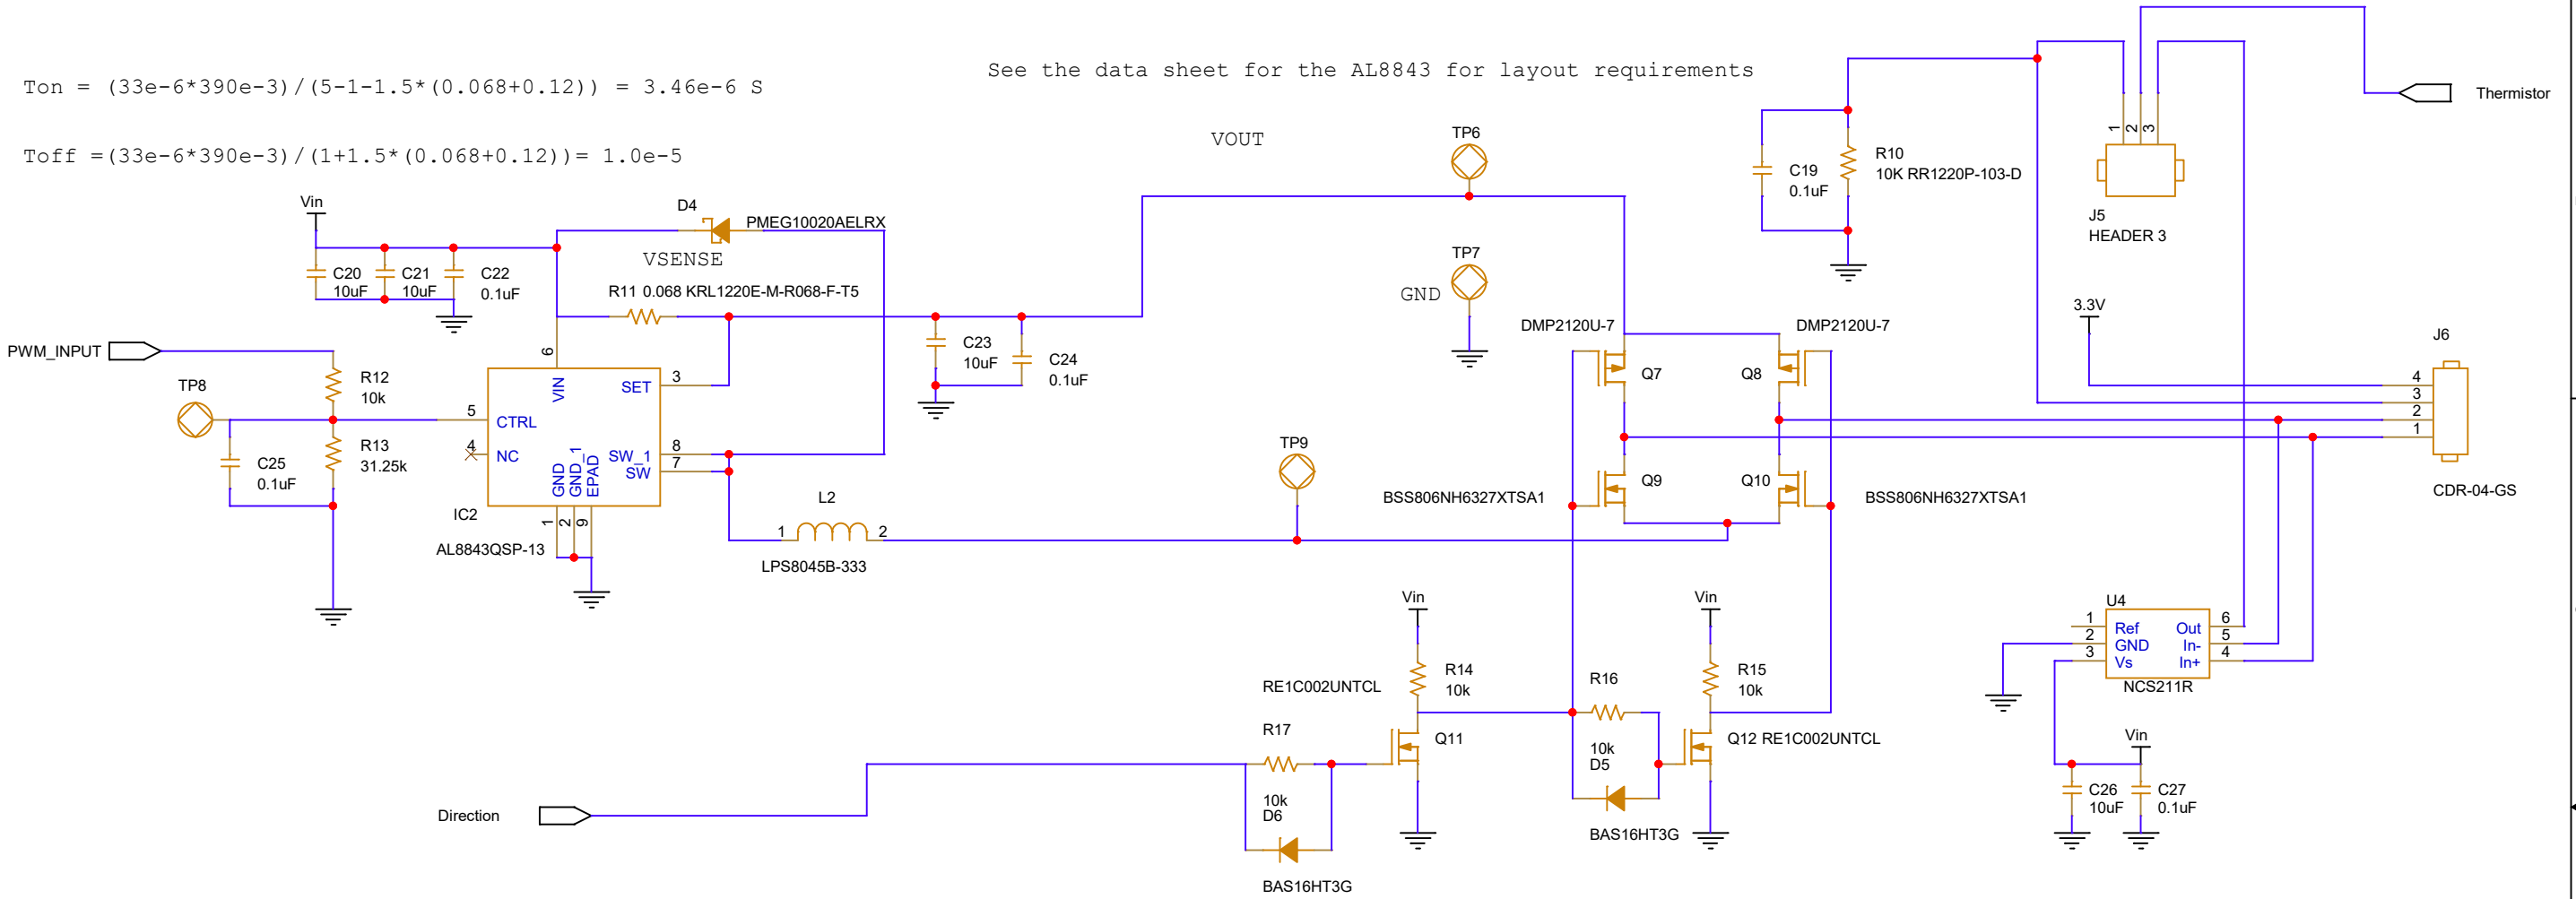 Ton = (33e-6*390e-3)/(5-1-1.5*(0.068+0.12)) = 3.46e-6 S
Toff =(33e-6*390e-3)/(1+1.5*(0.068+0.12))= 1.0e-5
See the data sheet for the AL8843 for layout requirements
VOUT
TP6
TP7
GND
Thermistor
1
2
3
J5
HEADER 3
C19
0.1uF
R10
10K RR1220P-103-D
Vin
C20
10uF
C21
10uF
C22
0.1uF
D4
PMEG10020AELRX
VSENSE
R11 0.068 KRL1220E-M-R068-F-T5
PWM_INPUT
TP8
R12
10k
R13
31.25k
C25
0.1uF
6
VIN
SET
3
5
CTRL
4
NC
GND
GND_1
EPAD
SW_1
SW
8
7
1
2
9
IC2
AL8843QSP-13
C23
10uF
C24
0.1uF
1
L2
2
LPS8045B-333
TP9
DMP2120U-7
DMP2120U-7
Q7
Q8
Q9
Q10
BSS806NH6327XTSA1
BSS806NH6327XTSA1
3.3V
J6
4
3
2
1
CDR-04-GS
Vin
R14
10k
RE1C002UNTCL
Q11
R17
10k
D6
BAS16HT3G
Direction
R16
10k
D5
BAS16HT3G
Vin
R15
10k
Q12 RE1C002UNTCL
U4
1
Ref
2
GND
3
Vs
Out
6
In-
5
In+
4
NCS211R
Vin
C26
10uF
C27
0.1uF